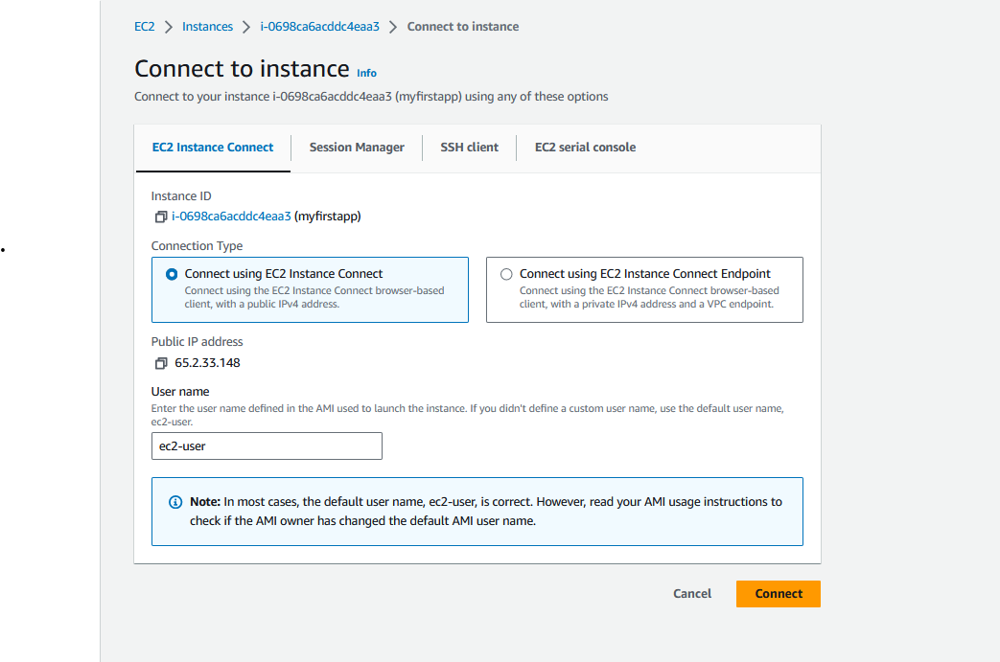 EC2 > Instances > i-0698ca6acddc4eaa3 > Connect to instance
Connect to instance Info
Connect to your instance i-0698ca6acddc4eaa3 (myfirstapp) using any of these options
EC2 Instance Connect Session Manager SSH client EC2 serial console
Instance ID
i-0698ca6acddc4eaa3 (myfirstapp)
Connection Type
Connect using EC2 Instance Connect
Connect using the EC2 Instance Connect browser-based
client, with a public IPv4 address.
Connect using EC2 Instance Connect Endpoint
Connect using the EC2 Instance Connect browser-based
client, with a private IPv4 address and a VPC endpoint.
Public IP address
65.2.33.148
User name
Enter the user name defined in the AMI used to launch the instance. If you didn't define a custom user name, use the default user name,
ec2-user.
ec2-user
Note: In most cases, the default user name, ec2-user, is correct. However, read your AMI usage instructions to
check if the AMI owner has changed the default AMI user name.
Cancel Connect